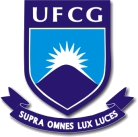 UFCG
SUPRA OMNES LUX LUCES